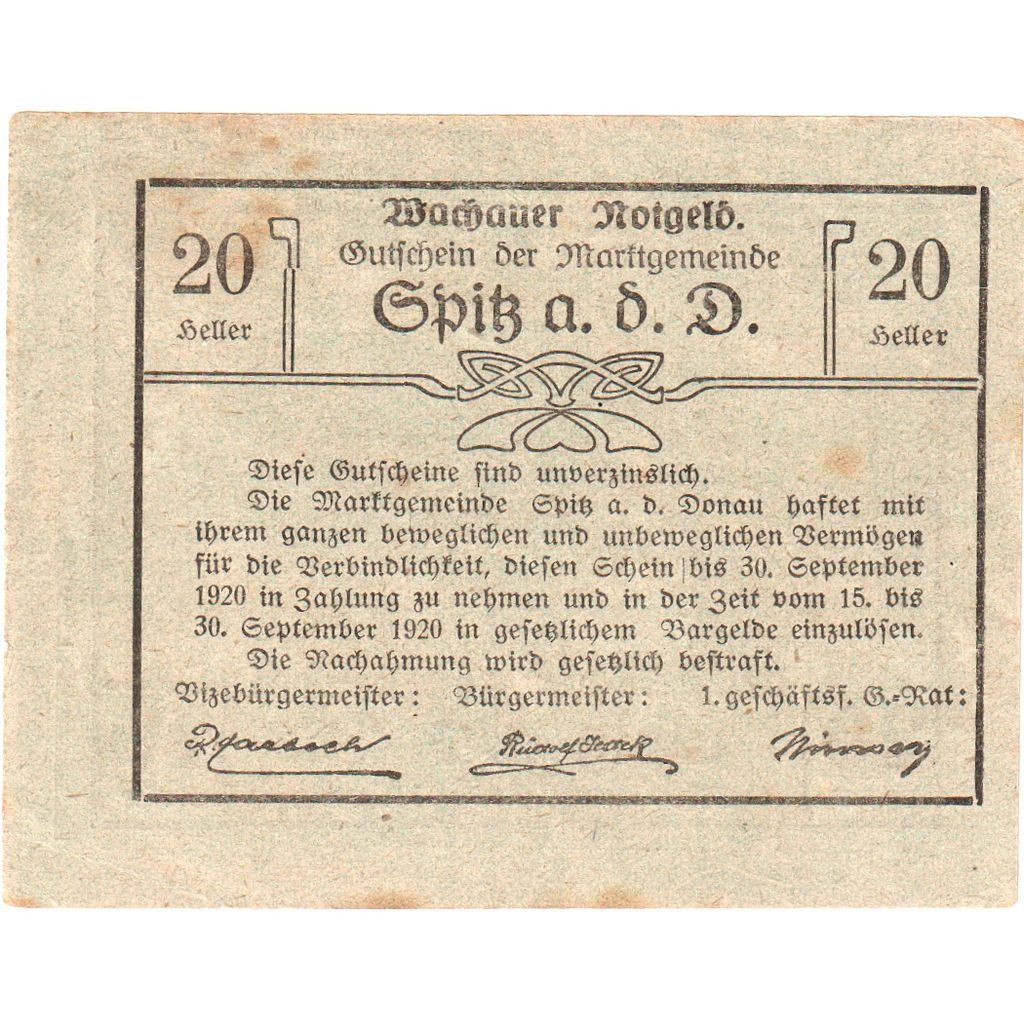 Wachauer Notgeld.
20 Gutschein der Marktgemeinde 20
Heller Spitz a. d. D. Heller
Diese Gutscheine sind unverzinslich.
Die Marktgemeinde Spitz a. d. Donau haftet mit
ihrem ganzen beweglichen und unbeweglichen Vermögen
für die Verbindlichkeit, diesen Schein bis 30. September
1920 in Zahlung zu nehmen und in der Zeit vom 15. bis
30. September 1920 in gesetzlichem Bargelde einzulösen.
Die Nachahmung wird gesetzlich bestraft.
Vizebürgermeister: Bürgermeister: 1. geschäftsf. G.-Rat:
Rudolf